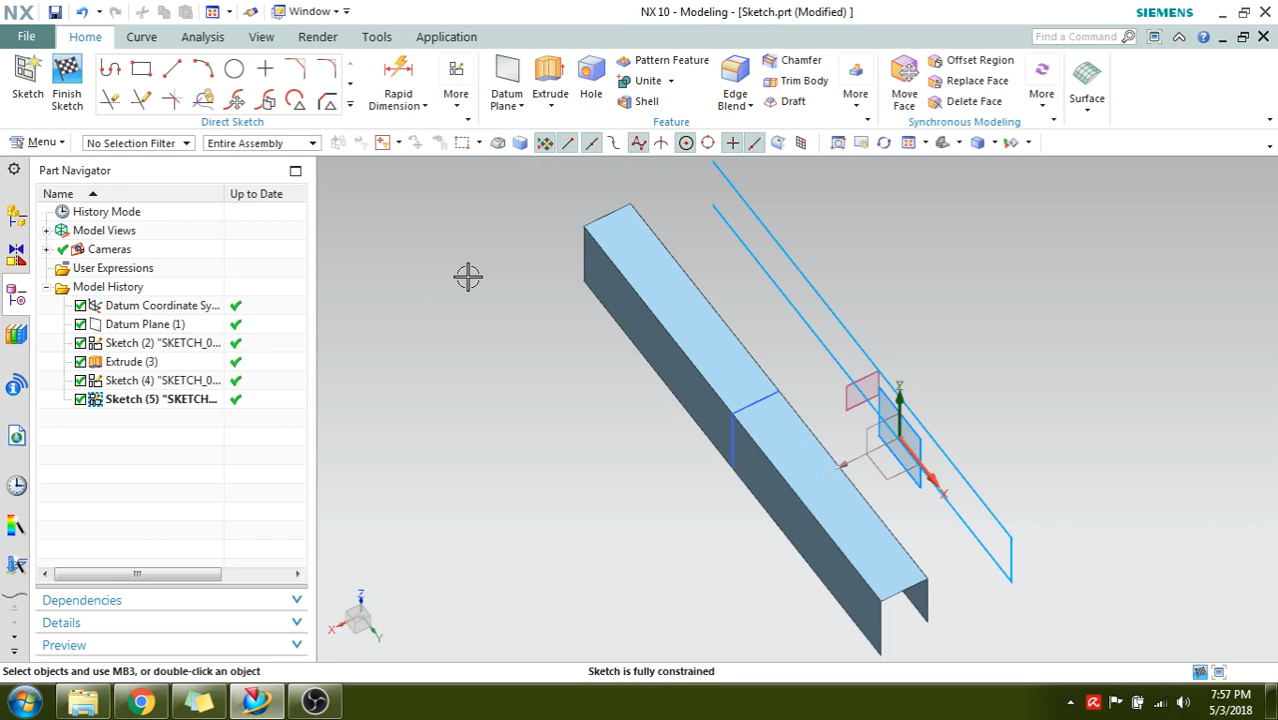 NX Window NX 10 - Modeling - [Sketch.prt (Modified) ] SIEMENS
File Home Curve Analysis View Render Tools Application Find a Command
Sketch Finish Sketch Rapid Dimension More Datum Plane Extrude Hole Pattern Feature Unite Shell Edge Blend Chamfer Trim Body Draft More Move Face Offset Region Replace Face Delete Face More Surface
Direct Sketch Feature Synchronous Modeling
Menu No Selection Filter Entire Assembly
Part Navigator
Name Up to Date
History Mode
Model Views
Cameras
User Expressions
Model History
Datum Coordinate Sy...
Datum Plane (1)
Sketch (2) "SKETCH_0...
Extrude (3)
Sketch (4) "SKETCH_0...
Sketch (5) "SKETCH...
Dependencies
Details
Preview
Y
X
Z
X
Y
Select objects and use MB3, or double-click an object Sketch is fully constrained
7:57 PM
5/3/2018